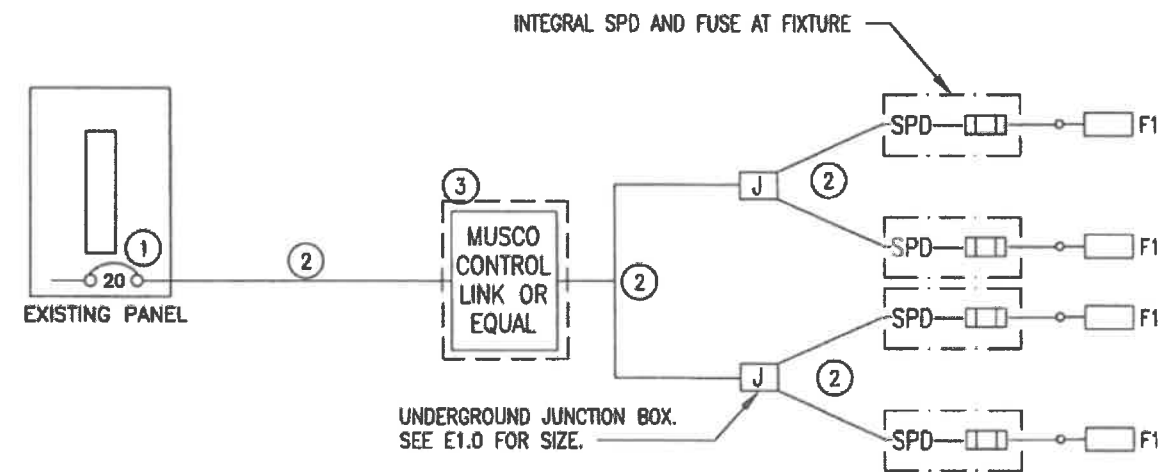 INTEGRAL SPD AND FUSE AT FIXTURE
SPD
F1
J
2
3
1
SPD
F1
MUSCO
CONTROL
LINK OR
EQUAL
2
2
20
EXISTING PANEL
SPD
F1
J
2
UNDERGROUND JUNCTION BOX.
SEE E1.0 FOR SIZE.
SPD
F1